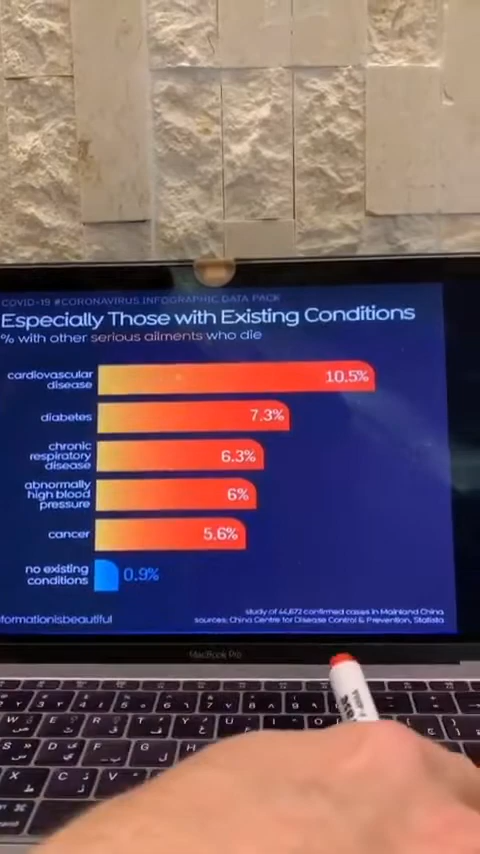 COVID-19 #CORONAVIRUS INFOGRAPHIC DATA PACK
Especially Those with Existing Conditions
% with other serious ailments who die
cardiovascular
disease
10.5%
diabetes
7.3%
chronic
respiratory
disease
6.3%
abnormally
high blood
pressure
6%
cancer
5.6%
no existing
conditions
0.9%
formationisbeautiful
study of 44,672 confirmed cases in Mainland China
sources: China Centre for Disease Control & Prevention, Statista
MacBook Pro